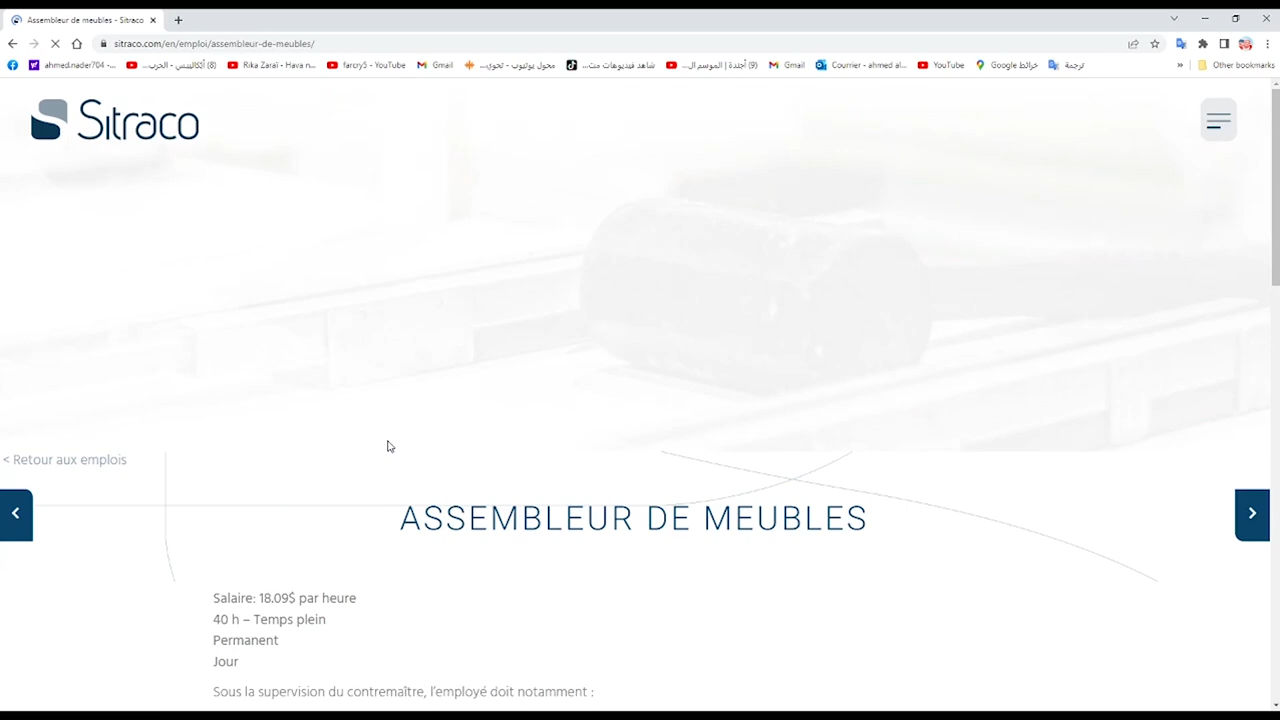 Assembleur de meubles - Sitraco
sitraco.com/en/emploi/assembleur-de-meubles/
ahmed.nader704 -...
(8) أكاليبس - الحرب...
Rika Zaraï - Hava n...
farcry5 - YouTube
Gmail
محول يوتيوب - تحوي...
شاهد فيديوهات مت...
(9) أجندة | الموسم ال...
Gmail
Courrier - ahmed al...
YouTube
خرائط Google
ترجمة
»
Other bookmarks
Sitraco
< Retour aux emplois
ASSEMBLEUR DE MEUBLES
Salaire: 18.09$ par heure
40 h – Temps plein
Permanent
Jour
Sous la supervision du contremaître, l'employé doit notamment :